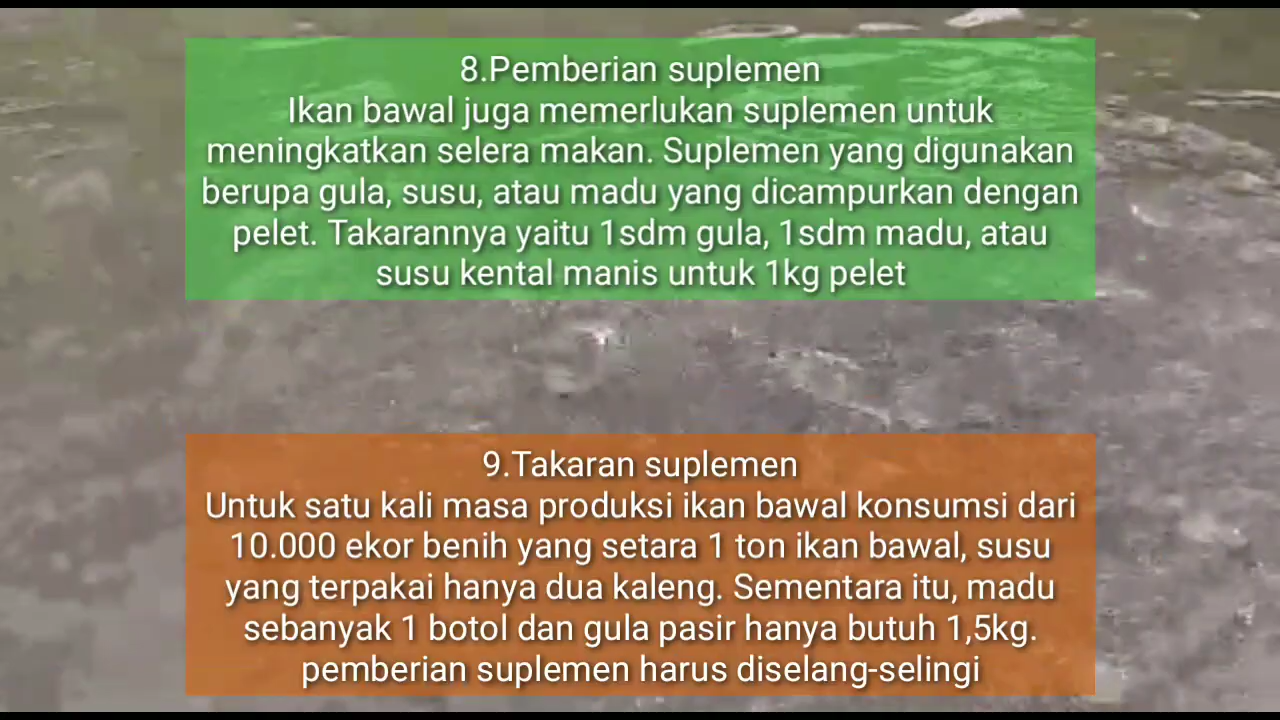 8.Pemberian suplemen
Ikan bawal juga memerlukan suplemen untuk
meningkatkan selera makan. Suplemen yang digunakan
berupa gula, susu, atau madu yang dicampurkan dengan
pelet. Takarannya yaitu 1sdm gula, 1sdm madu, atau
susu kental manis untuk 1kg pelet
9.Takaran suplemen
Untuk satu kali masa produksi ikan bawal konsumsi dari
10.000 ekor benih yang setara 1 ton ikan bawal, susu
yang terpakai hanya dua kaleng. Sementara itu, madu
sebanyak 1 botol dan gula pasir hanya butuh 1,5kg.
pemberian suplemen harus diselang-selingi